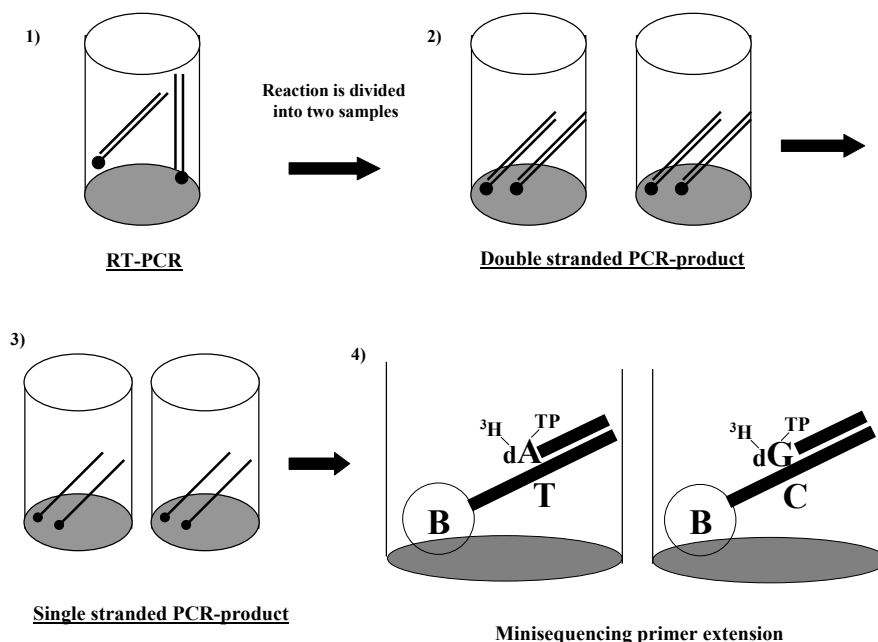 1)
Reaction is divided
into two samples
RT-PCR
2)
Double stranded PCR-product
3)
Single stranded PCR-product
4)
³H TP
dA
T
B
³H TP
dG
C
B
Minisequencing primer extension